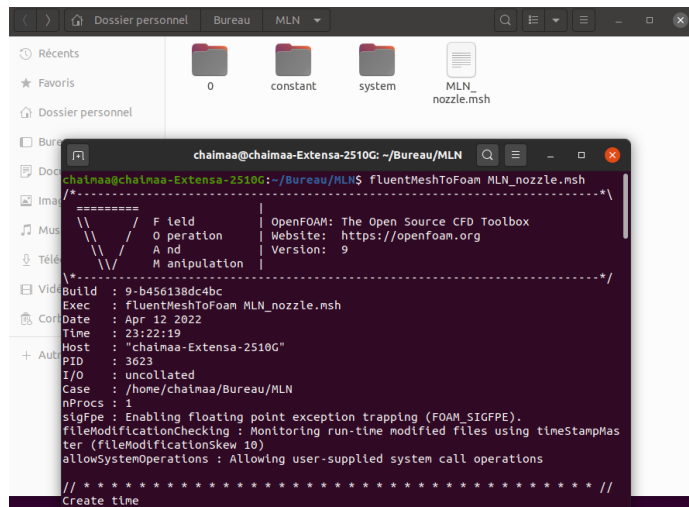 Dossier personnel Bureau MLN
Récents
Favoris
Dossier personnel
0
constant
system
MLN_
nozzle.msh
chaimaa@chaimaa-Extensa-2510G: ~/Bureau/MLN
chaimaa@chaimaa-Extensa-2510G:~/Bureau/MLN$ fluentMeshToFoam MLN_nozzle.msh
/*---------------------------------------------------------------------------*\
  =========                 |
  \\      /  F ield         | OpenFOAM: The Open Source CFD Toolbox
   \\    /   O peration     | Website:  https://openfoam.org
    \\  /    A nd           | Version:  9
     \\/     M anipulation  |
\*---------------------------------------------------------------------------*/
Build  : 9-b456138dc4bc
Exec   : fluentMeshToFoam MLN_nozzle.msh
Date   : Apr 12 2022
Time   : 23:22:19
Host   : "chaimaa-Extensa-2510G"
PID    : 3623
I/O    : uncollated
Case   : /home/chaimaa/Bureau/MLN
nProcs : 1
sigFpe : Enabling floating point exception trapping (FOAM_SIGFPE).
fileModificationChecking : Monitoring run-time modified files using timeStampMas
ter (fileModificationSkew 10)
allowSystemOperations : Allowing user-supplied system call operations
// * * * * * * * * * * * * * * * * * * * * * * * * * * * * * * * * * * * * * //
Create time